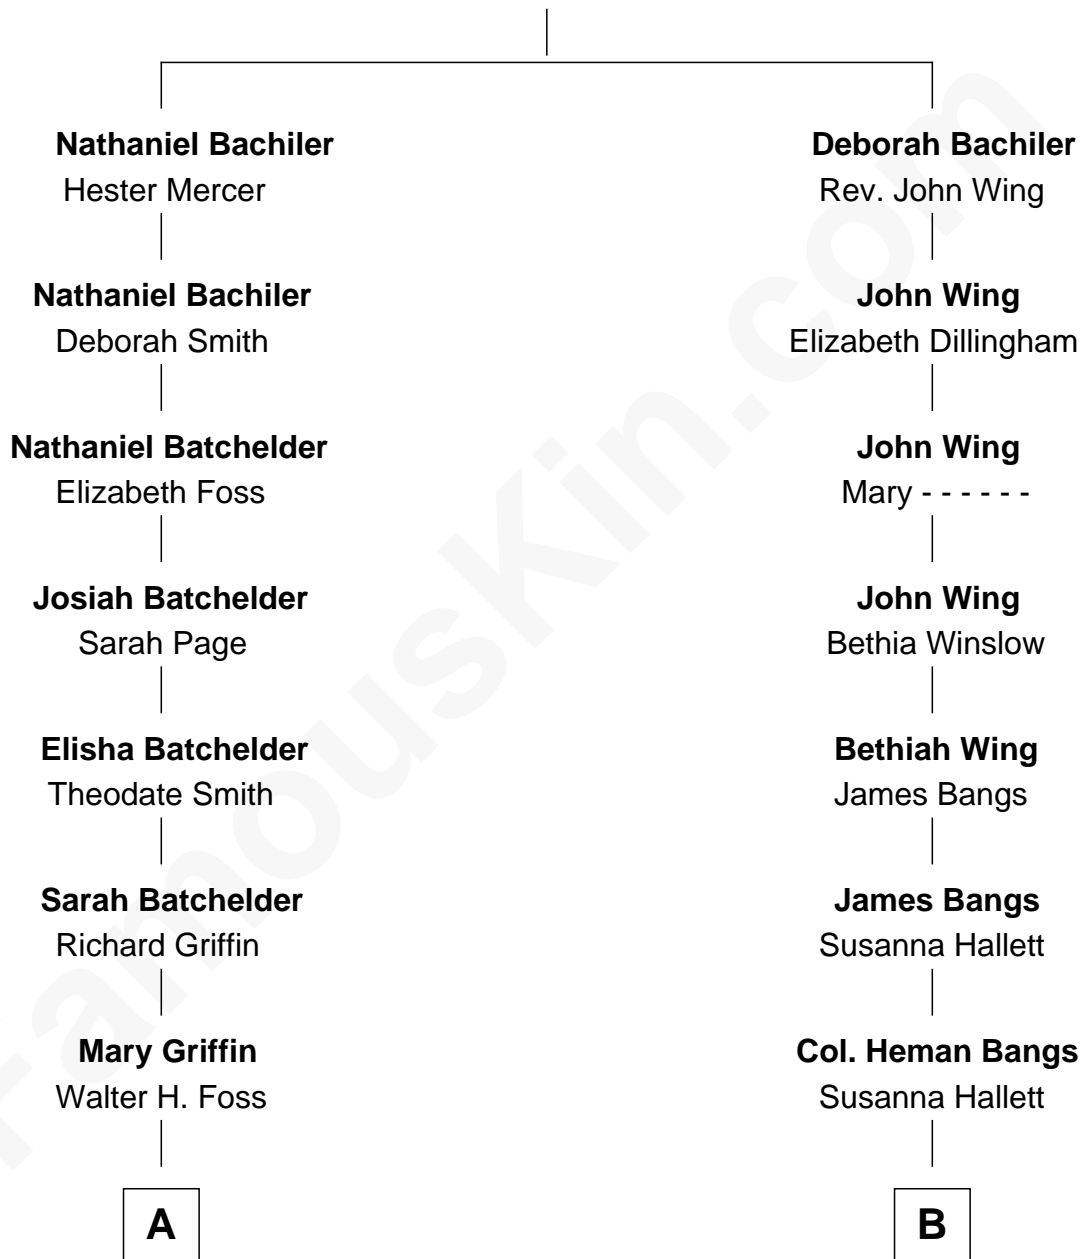 Nathaniel Bachiler
Hester Mercer
Deborah Bachiler
Rev. John Wing
Nathaniel Bachiler
Deborah Smith
John Wing
Elizabeth Dillingham
Nathaniel Batchelder
Elizabeth Foss
John Wing
Mary - - - - - -
Josiah Batchelder
Sarah Page
John Wing
Bethia Winslow
Elisha Batchelder
Theodate Smith
Bethiah Wing
James Bangs
Sarah Batchelder
Richard Griffin
James Bangs
Susanna Hallett
Mary Griffin
Walter H. Foss
Col. Heman Bangs
Susanna Hallett
A
B
FamousKin.com